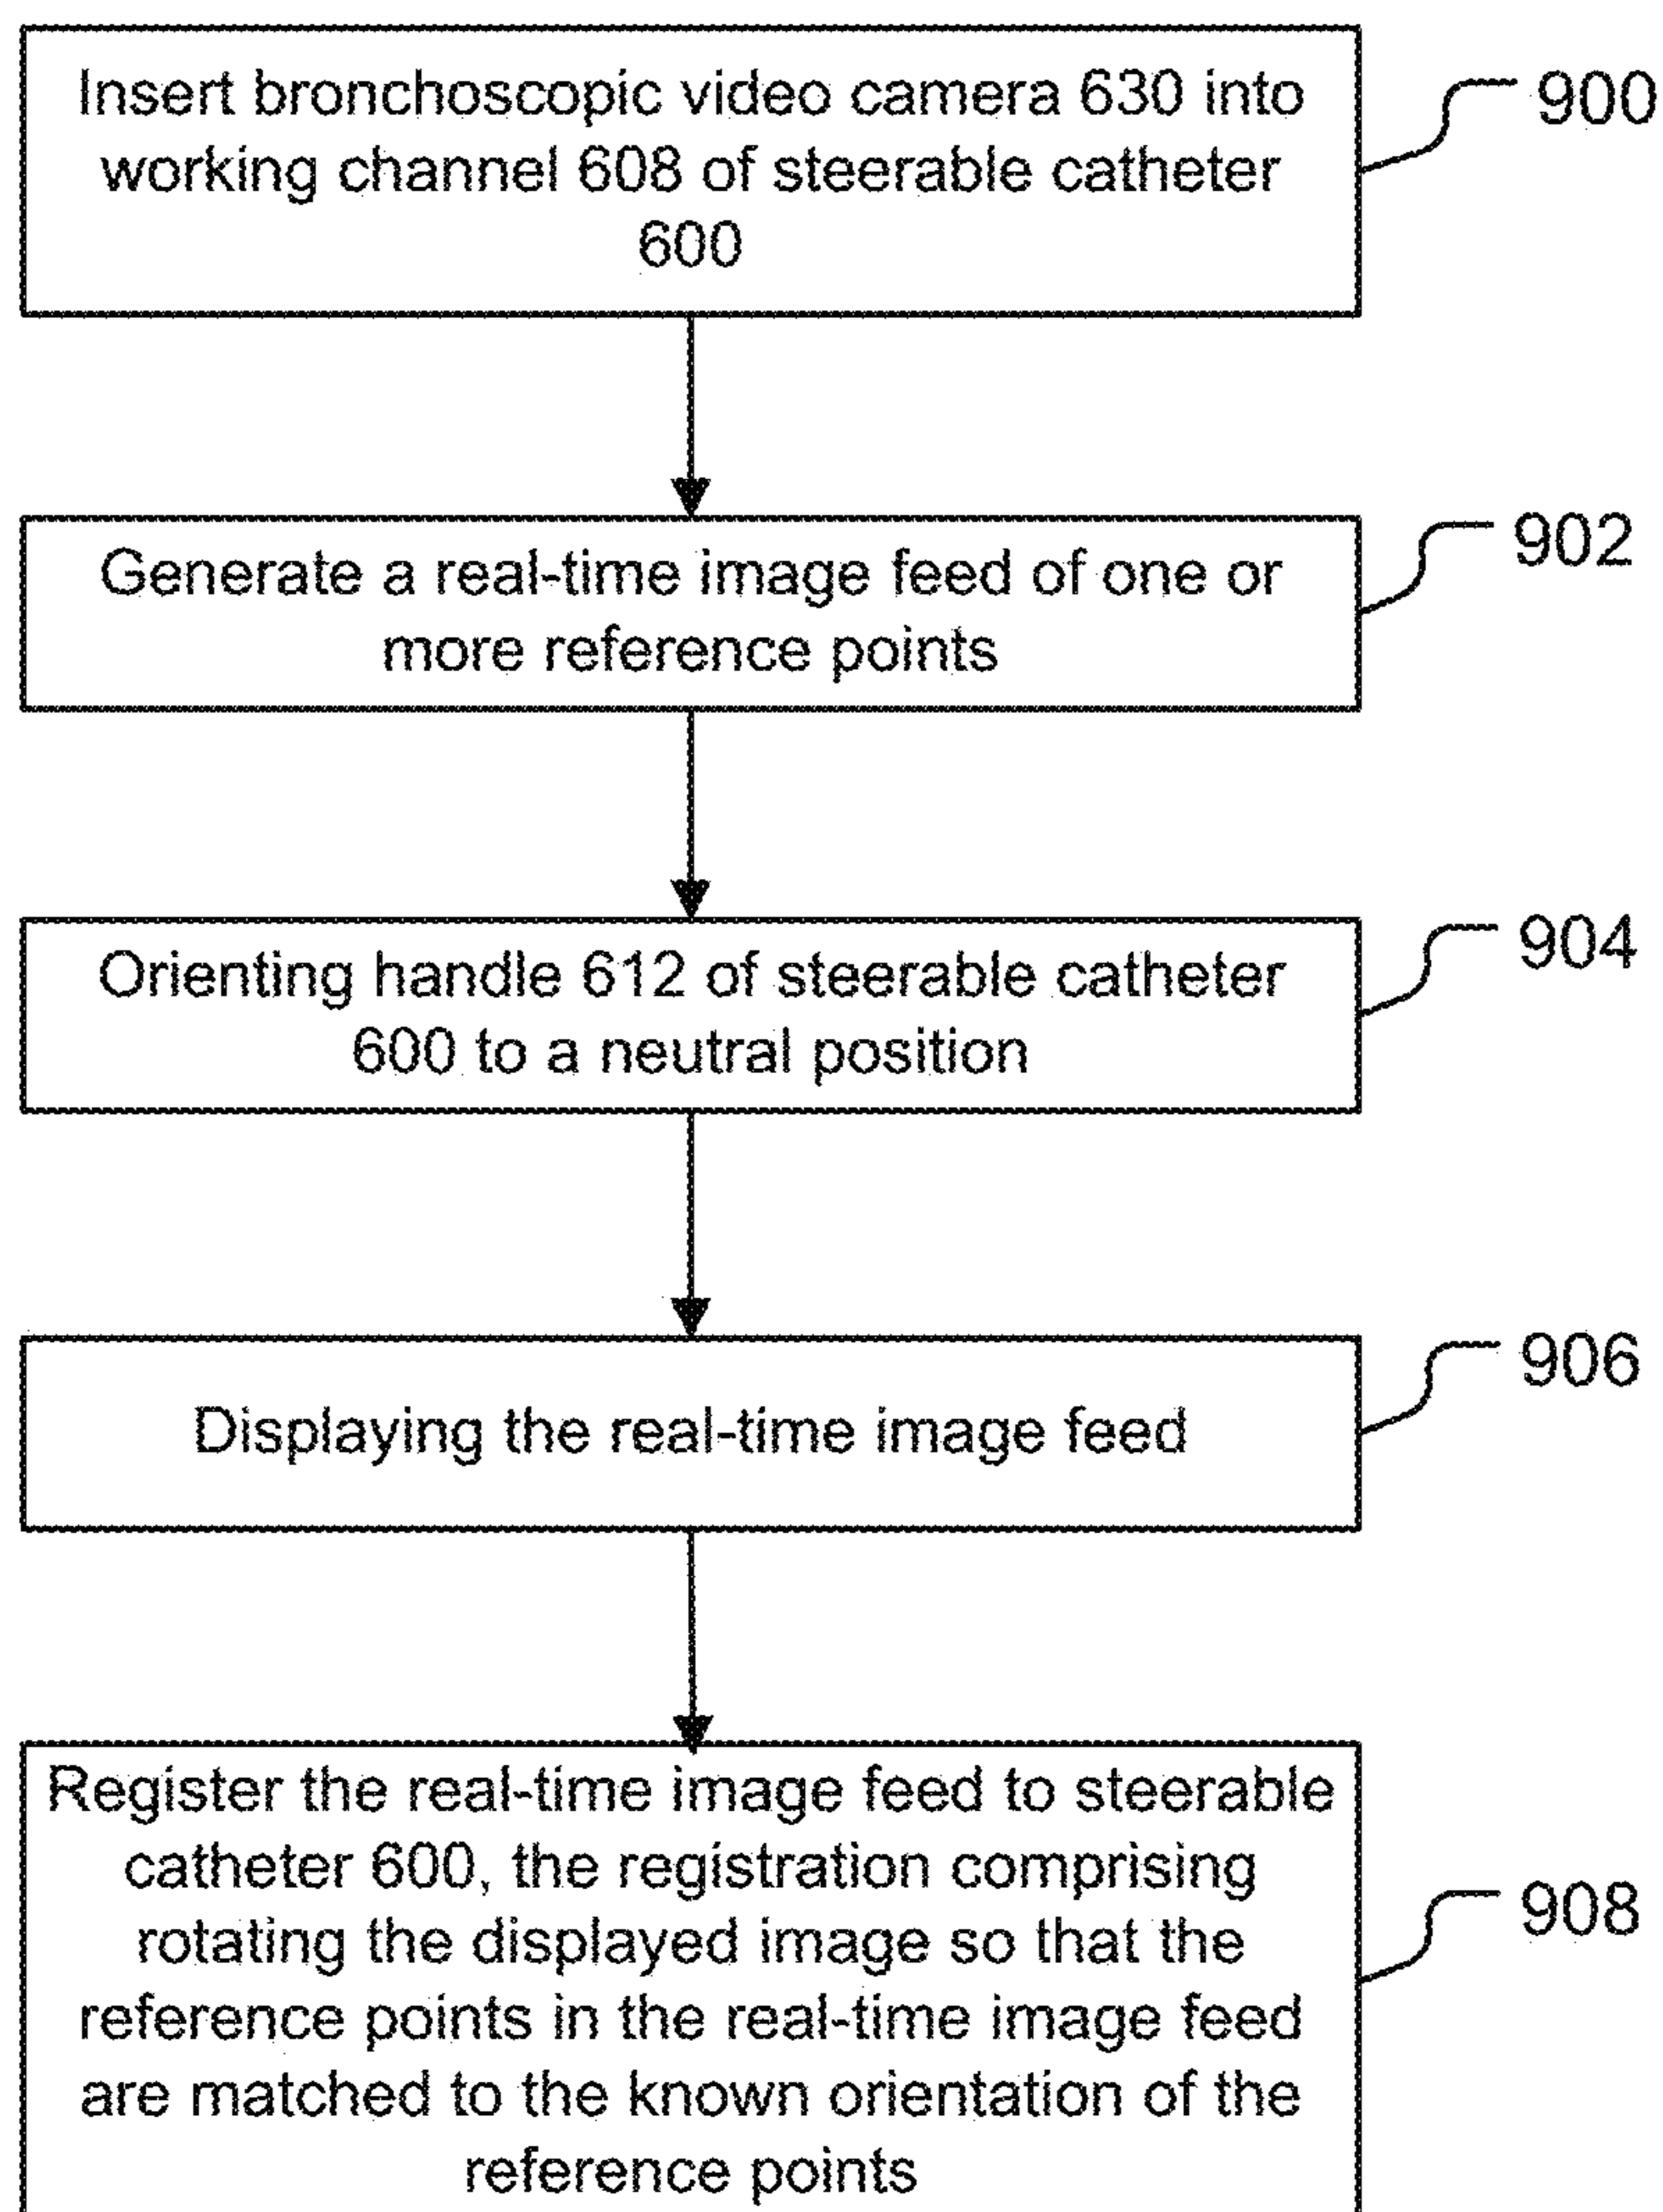 Insert bronchoscopic video camera 630 into
working channel 608 of steerable catheter
600
900
Generate a real-time image feed of one or
more reference points
902
Orienting handle 612 of steerable catheter
600 to a neutral position
904
Displaying the real-time image feed
906
Register the real-time image feed to steerable
catheter 600, the registration comprising
rotating the displayed image so that the
reference points in the real-time image feed
are matched to the known orientation of the
reference points
908